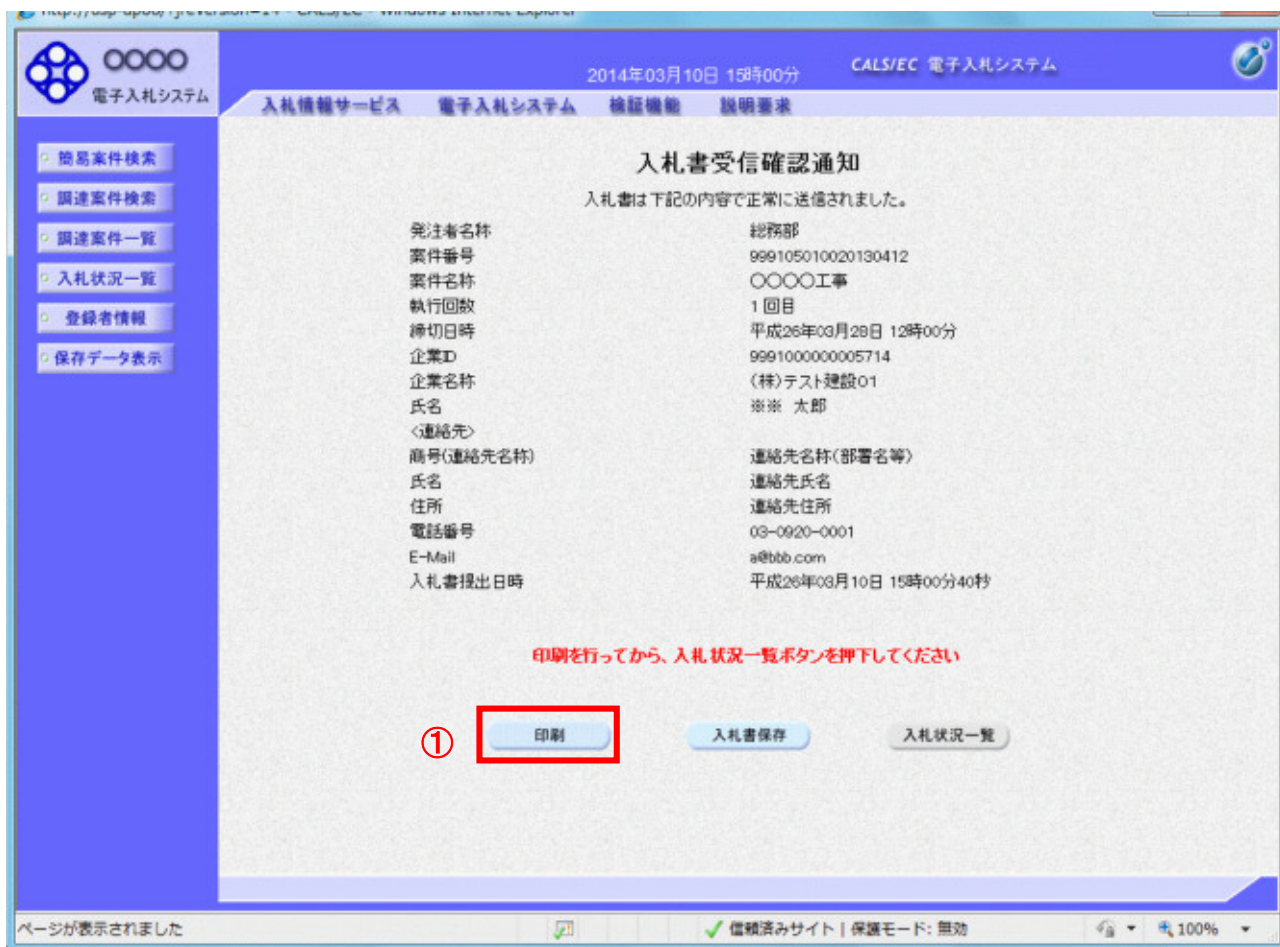 CALS/EC - Windows Internet Explorer
○○○○
電子入札システム
2014年03月10日 15時00分
CALS/EC 電子入札システム
入札情報サービス 電子入札システム 検証機能 説明要求
簡易案件検索
調達案件検索
調達案件一覧
入札状況一覧
登録者情報
保存データ表示
入札書受信確認通知
入札書は下記の内容で正常に送信されました。
発注者名称 総務部
案件番号 999105010020130412
案件名称 ○○○○工事
執行回数 1回目
締切日時 平成26年03月28日 12時00分
企業ID 9991000000005714
企業名称 (株)テスト建設01
氏名 ※※ 太郎
<連絡先>
商号(連絡先名称) 連絡先名称(部署名等)
氏名 連絡先氏名
住所 連絡先住所
電話番号 03-0920-0001
E-Mail a@bbb.com
入札書提出日時 平成26年03月10日 15時00分40秒
印刷を行ってから、入札状況一覧ボタンを押下してください
① 印刷 入札書保存 入札状況一覧
ページが表示されました 信頼済みサイト | 保護モード: 無効 100%